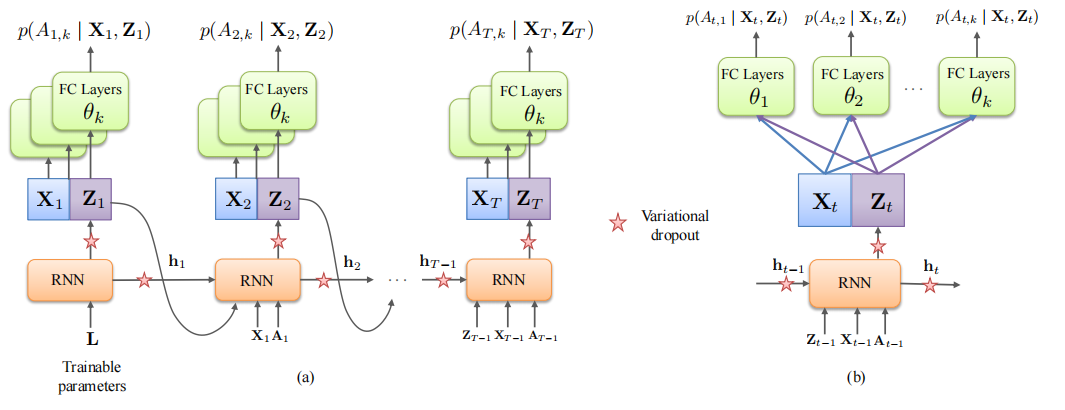 p(A_{1,k} | X_1, Z_1)
p(A_{2,k} | X_2, Z_2)
p(A_{T,k} | X_T, Z_T)
FC Layers
θ_k
FC Layers
θ_k
FC Layers
θ_k
X_1 Z_1
X_2 Z_2
X_T Z_T
RNN
h_1
RNN
h_2
...
h_{T-1}
RNN
L
X_1 A_1
Z_{T-1} X_{T-1} A_{T-1}
Trainable
parameters
(a)
Variational
dropout
p(A_{t,1} | X_t, Z_t)
p(A_{t,2} | X_t, Z_t)
p(A_{t,k} | X_t, Z_t)
FC Layers
θ_1
FC Layers
θ_2
...
FC Layers
θ_k
X_t Z_t
h_{t-1}
RNN
h_t
Z_{t-1} X_{t-1} A_{t-1}
(b)